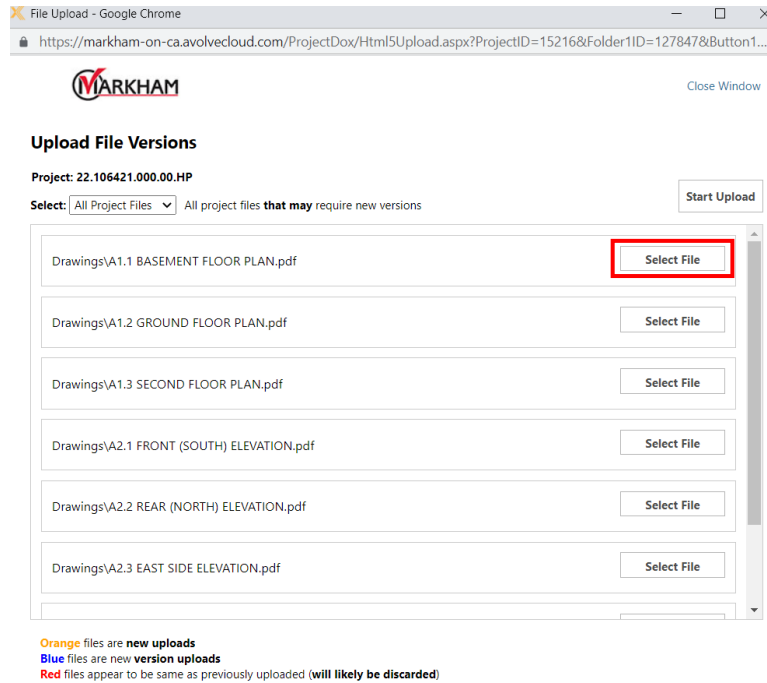 File Upload - Google Chrome
https://markham-on-ca.avolvecloud.com/ProjectDox/Html5Upload.aspx?ProjectID=15216&Folder1ID=127847&Button1...
MARKHAM
Close Window
Upload File Versions
Project: 22.106421.000.00.HP
Select: All Project Files All project files that may require new versions
Start Upload
Drawings\A1.1 BASEMENT FLOOR PLAN.pdf Select File
Drawings\A1.2 GROUND FLOOR PLAN.pdf Select File
Drawings\A1.3 SECOND FLOOR PLAN.pdf Select File
Drawings\A2.1 FRONT (SOUTH) ELEVATION.pdf Select File
Drawings\A2.2 REAR (NORTH) ELEVATION.pdf Select File
Drawings\A2.3 EAST SIDE ELEVATION.pdf Select File
Orange files are new uploads
Blue files are new version uploads
Red files appear to be same as previously uploaded (will likely be discarded)